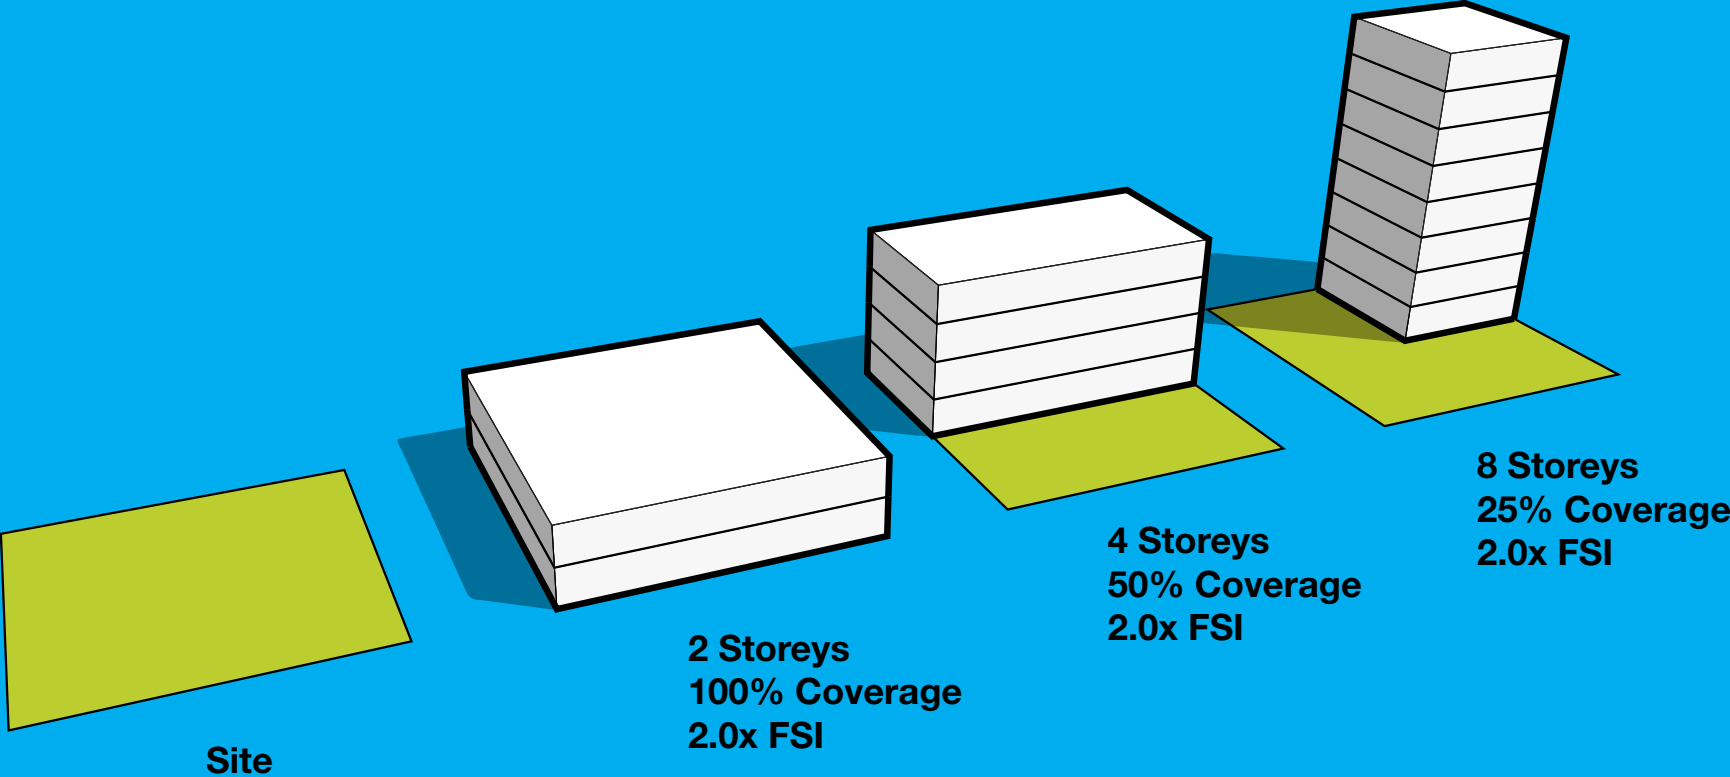 Site
2 Storeys
100% Coverage
2.0x FSI
4 Storeys
50% Coverage
2.0x FSI
8 Storeys
25% Coverage
2.0x FSI